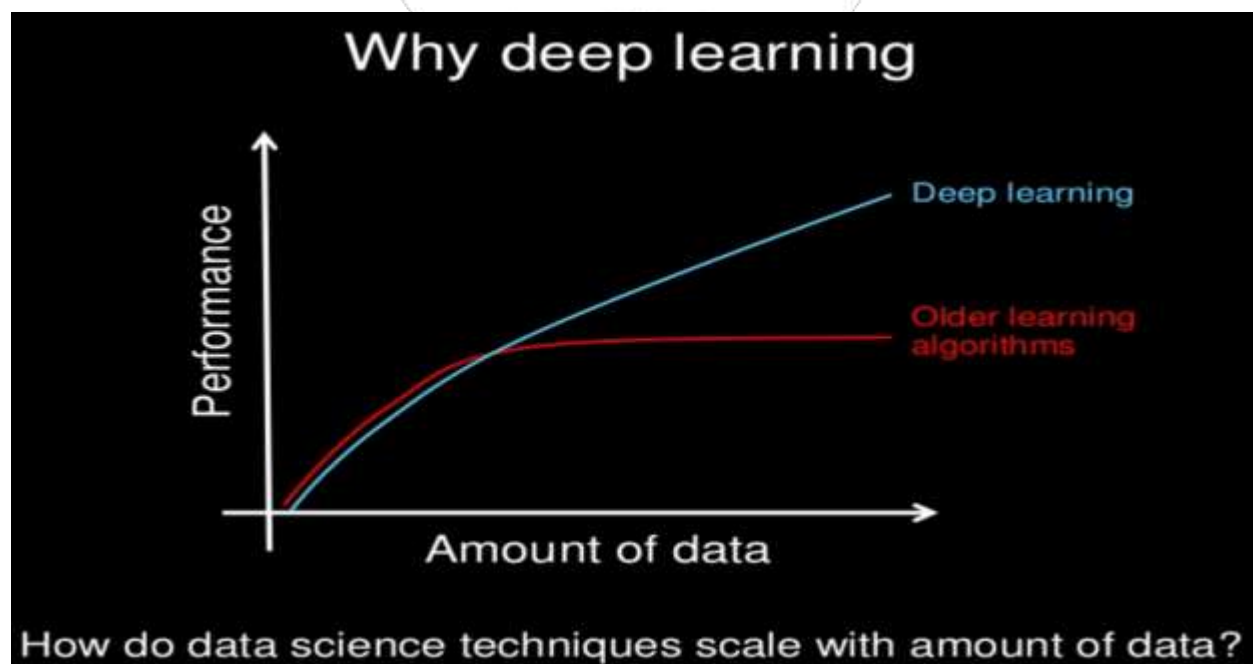 Why deep learning
Performance
Deep learning
Older learning
algorithms
Amount of data
How do data science techniques scale with amount of data?